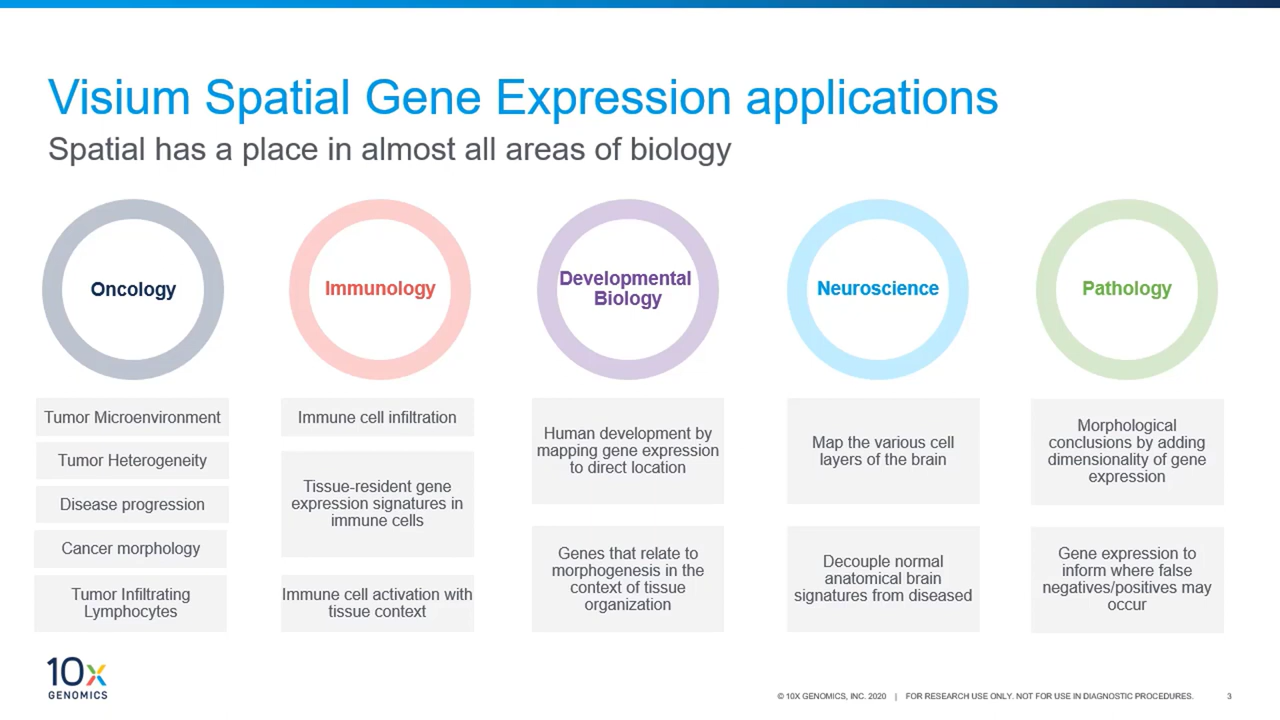 Visium Spatial Gene Expression applications
Spatial has a place in almost all areas of biology
Oncology
Tumor Microenvironment
Tumor Heterogeneity
Disease progression
Cancer morphology
Tumor Infiltrating
Lymphocytes
Immunology
Immune cell infiltration
Tissue-resident gene
expression signatures in
immune cells
Immune cell activation with
tissue context
Developmental
Biology
Human development by
mapping gene expression
to direct location
Genes that relate to
morphogenesis in the
context of tissue
organization
Neuroscience
Map the various cell
layers of the brain
Decouple normal
anatomical brain
signatures from diseased
Pathology
Morphological
conclusions by adding
dimensionality of gene
expression
Gene expression to
inform where false
negatives/positives may
occur
10x
GENOMICS
© 10X GENOMICS, INC. 2020 | FOR RESEARCH USE ONLY. NOT FOR USE IN DIAGNOSTIC PROCEDURES. 3